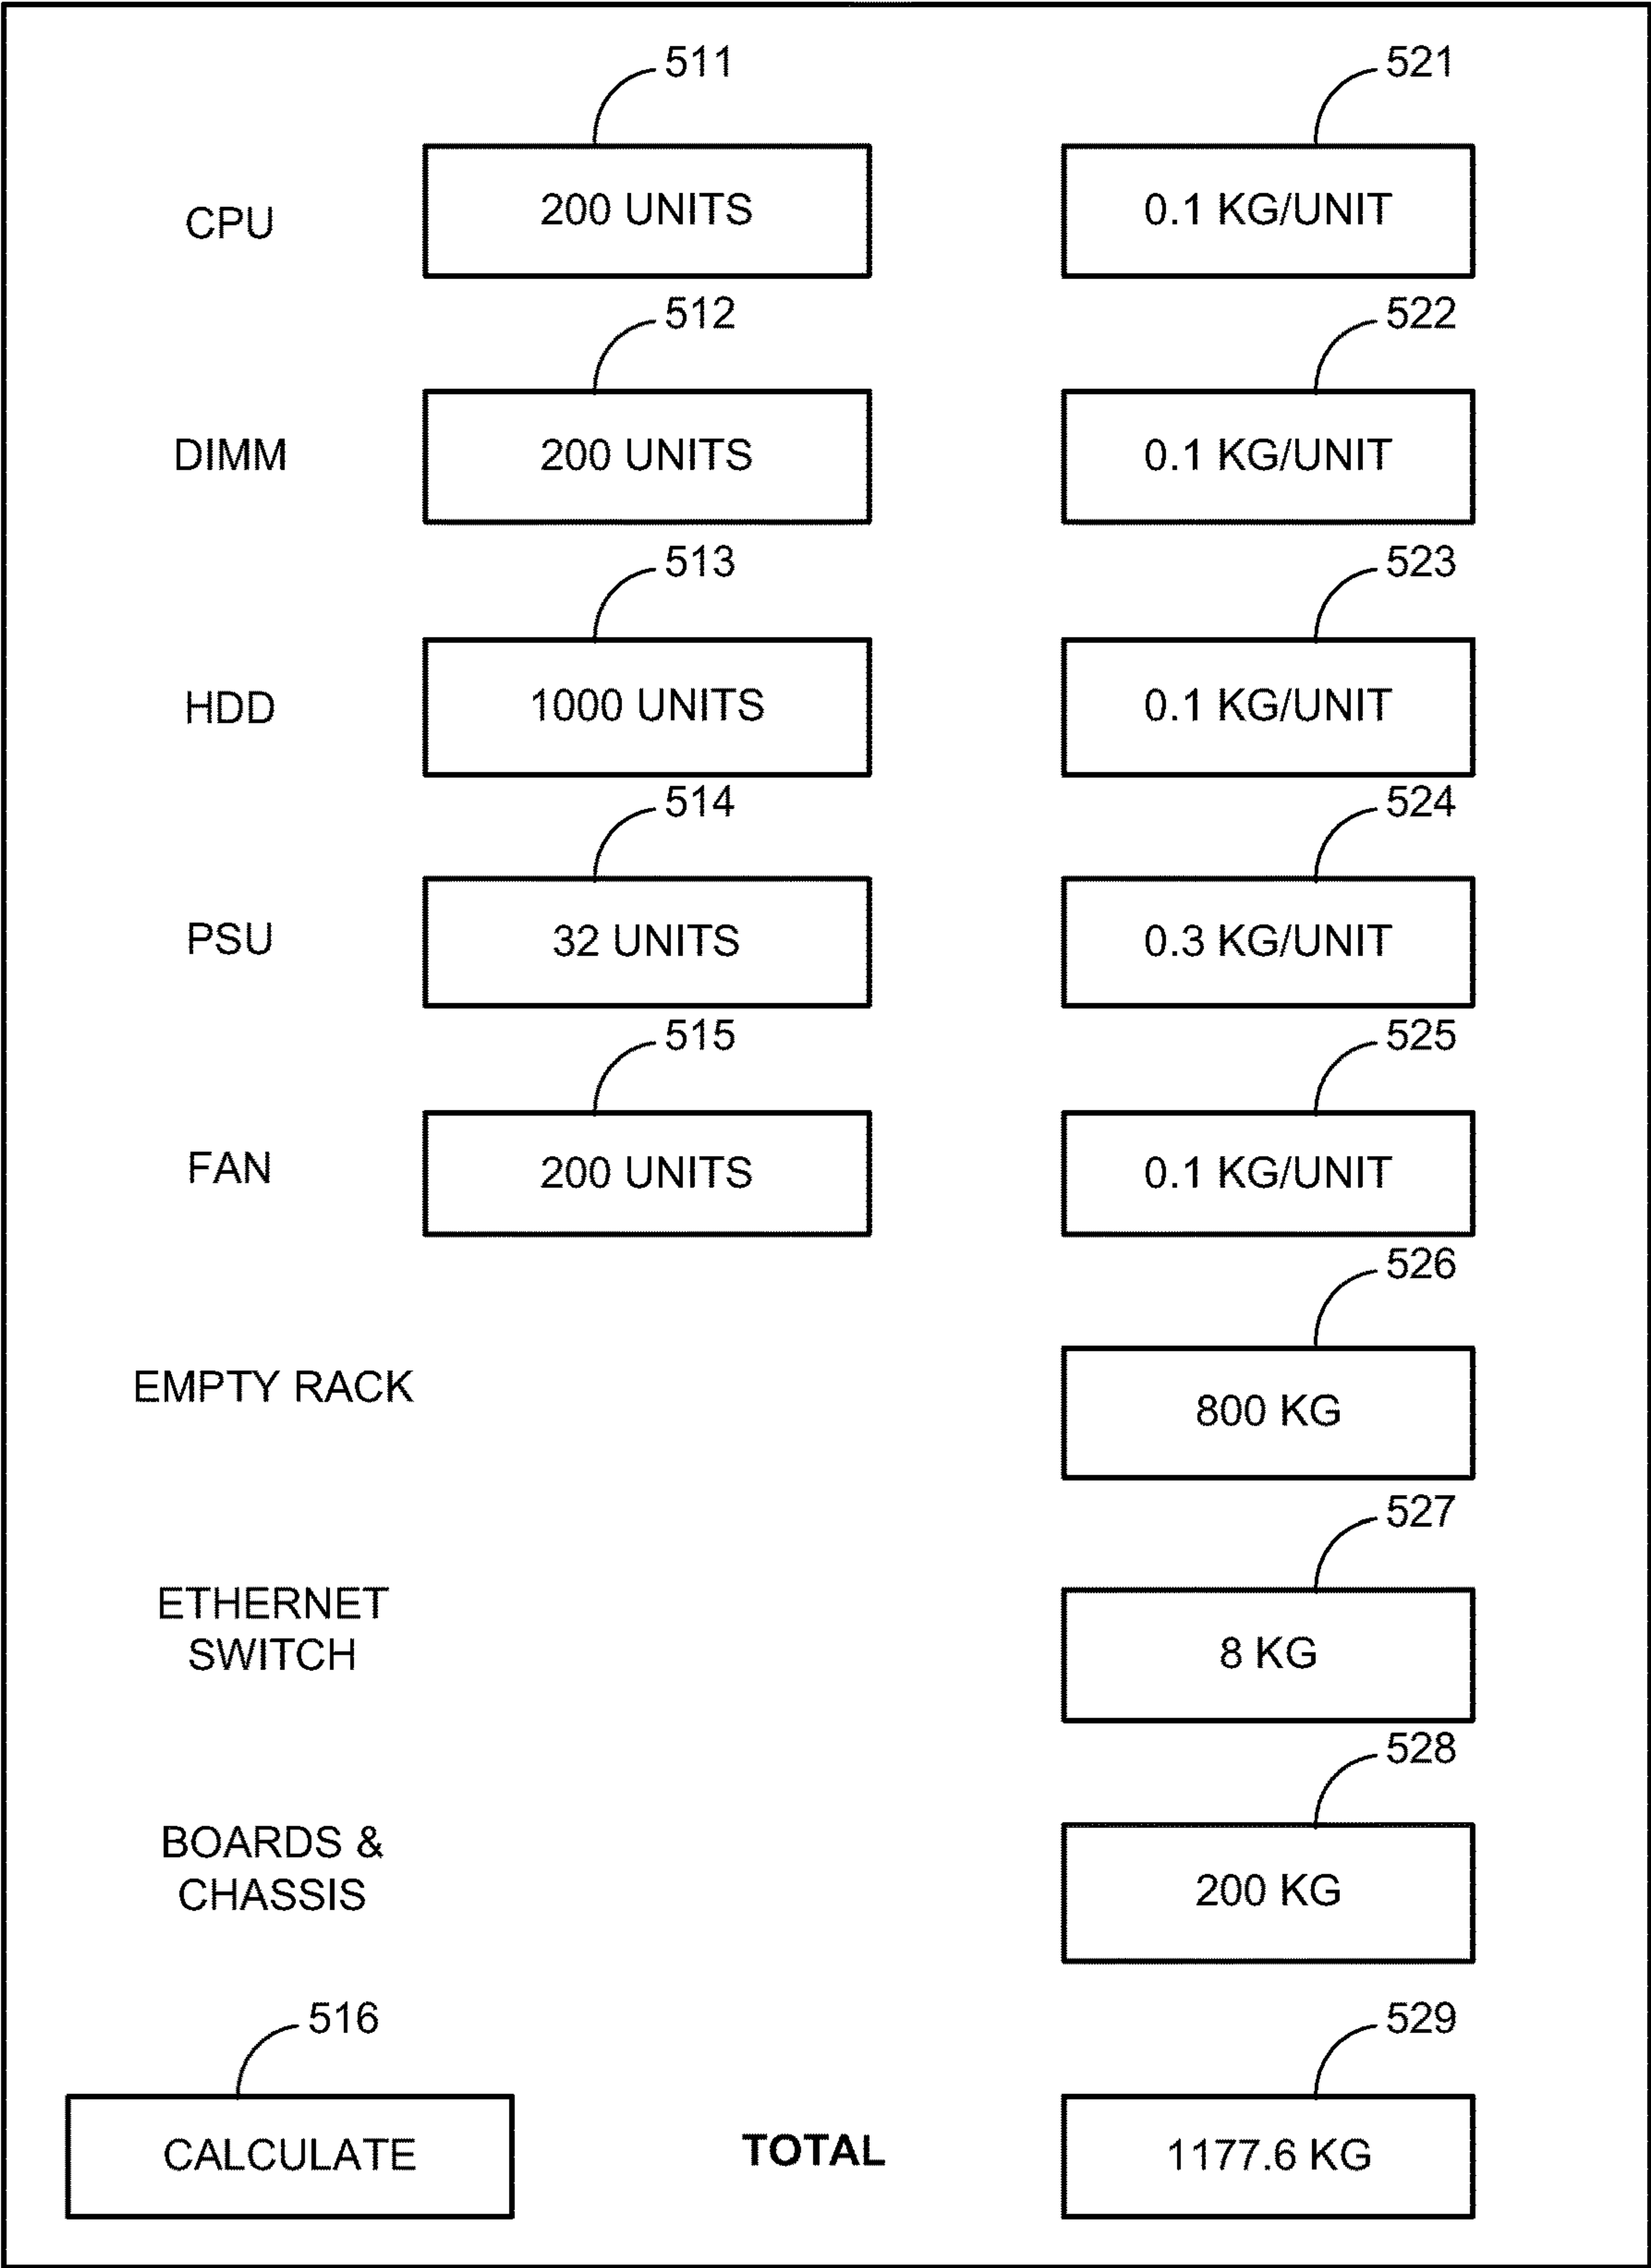 511
521
CPU
200 UNITS
0.1 KG/UNIT
512
522
DIMM
200 UNITS
0.1 KG/UNIT
513
523
HDD
1000 UNITS
0.1 KG/UNIT
514
524
PSU
32 UNITS
0.3 KG/UNIT
515
525
FAN
200 UNITS
0.1 KG/UNIT
526
EMPTY RACK
800 KG
527
ETHERNET
SWITCH
8 KG
528
BOARDS &
CHASSIS
200 KG
516
529
CALCULATE
TOTAL
1177.6 KG